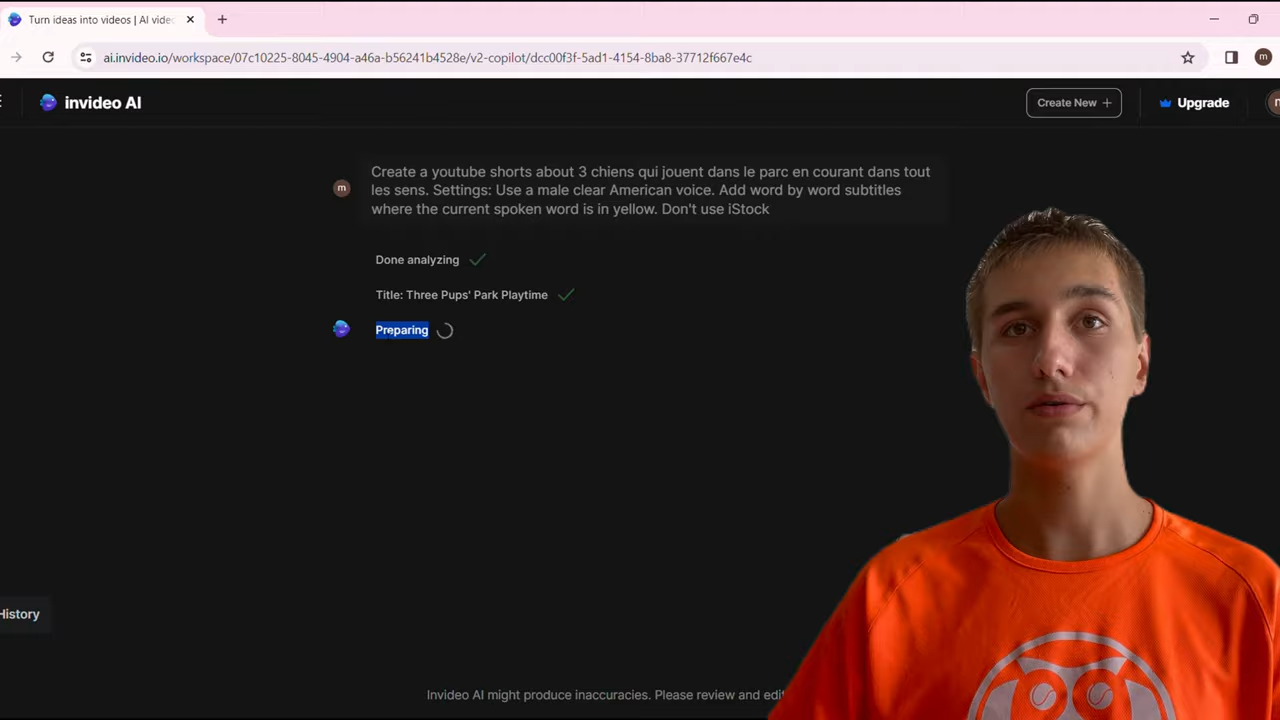 Turn ideas into videos | AI video
ai.invideo.io/workspace/07c10225-8045-4904-a46a-b56241b4528e/v2-copilot/dcc00f3f-5ad1-4154-8ba8-37712f667e4c
m
invideo AI
Create New +
Upgrade
m
Create a youtube shorts about 3 chiens qui jouent dans le parc en courant dans tout
les sens. Settings: Use a male clear American voice. Add word by word subtitles
where the current spoken word is in yellow. Don't use iStock
Done analyzing
Title: Three Pups' Park Playtime
Preparing
History
Invideo AI might produce inaccuracies. Please review and edit